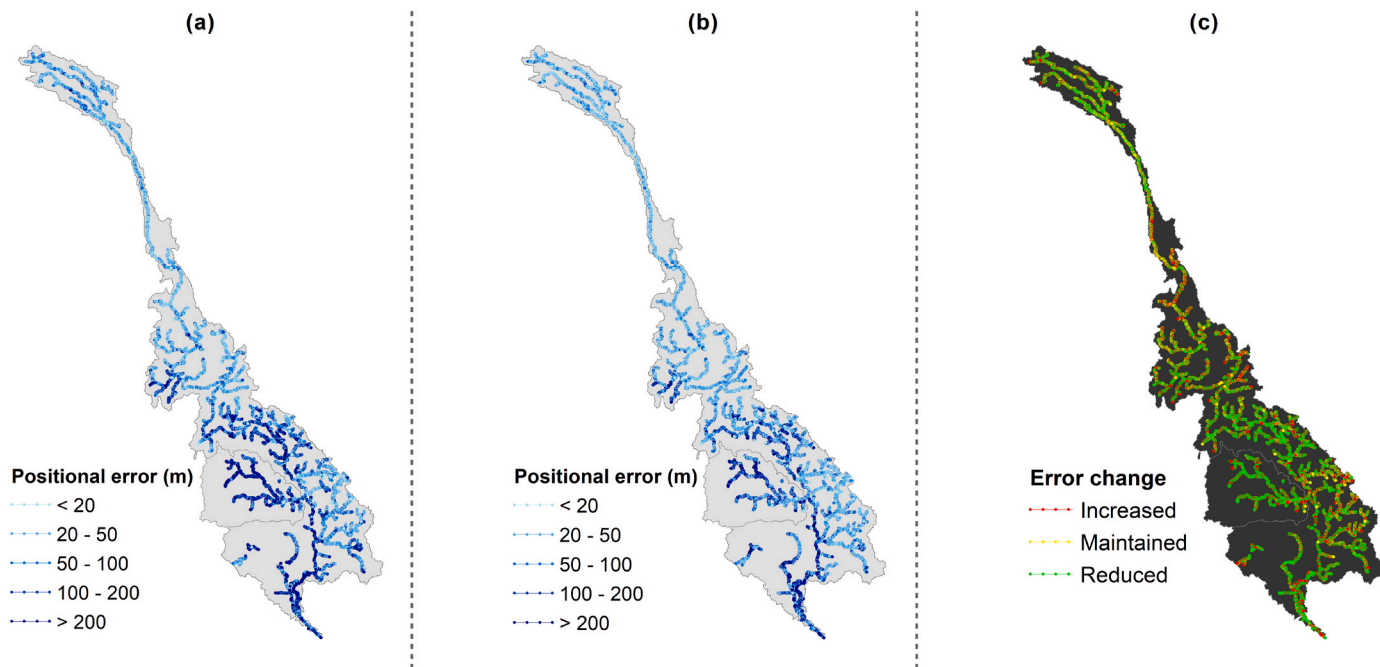 (a)
(b)
(c)
Positional error (m)
< 20
20 - 50
50 - 100
100 - 200
> 200
Positional error (m)
< 20
20 - 50
50 - 100
100 - 200
> 200
Error change
Increased
Maintained
Reduced